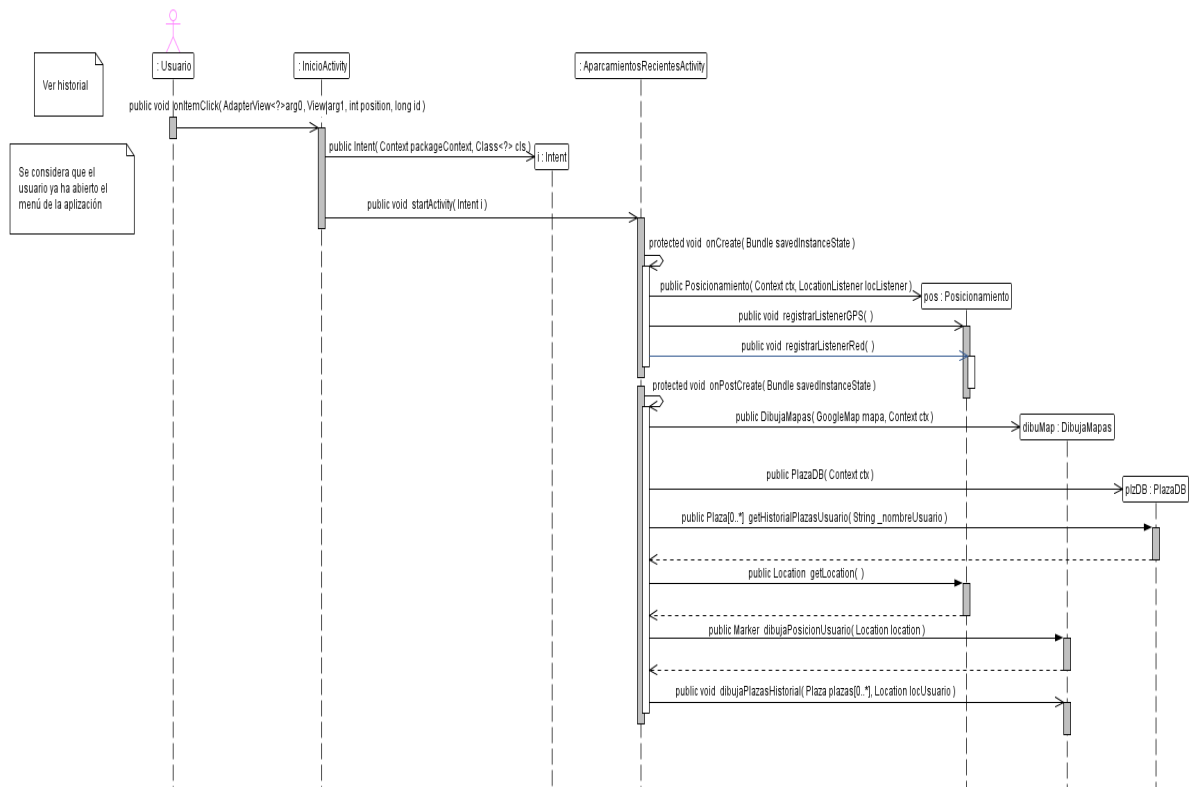 : Usuario
: InicioActivity
: AparcamientosRecientesActivity
Ver historial
public void onItemClick( AdapterView<?>arg0, View arg1, int position, long id )
public Intent( Context packageContext, Class<?> cls )
i : Intent
Se considera que el
usuario ya ha abierto el
menú de la aplización
public void startActivity( Intent i )
protected void onCreate( Bundle savedInstanceState )
public Posicionamiento( Context ctx, LocationListener locListener )
pos : Posicionamiento
public void registrarListenerGPS( )
public void registrarListenerRed( )
protected void onPostCreate( Bundle savedInstanceState )
public DibujaMapas( GoogleMap mapa, Context ctx )
dibuMap : DibujaMapas
public PlazaDB( Context ctx )
plzDB : PlazaDB
public Plaza[0..*] getHistorialPlazasUsuario( String _nombreUsuario )
public Location getLocation( )
public Marker dibujaPosicionUsuario( Location location )
public void dibujaPlazasHistorial( Plaza plazas[0..*], Location locUsuario )